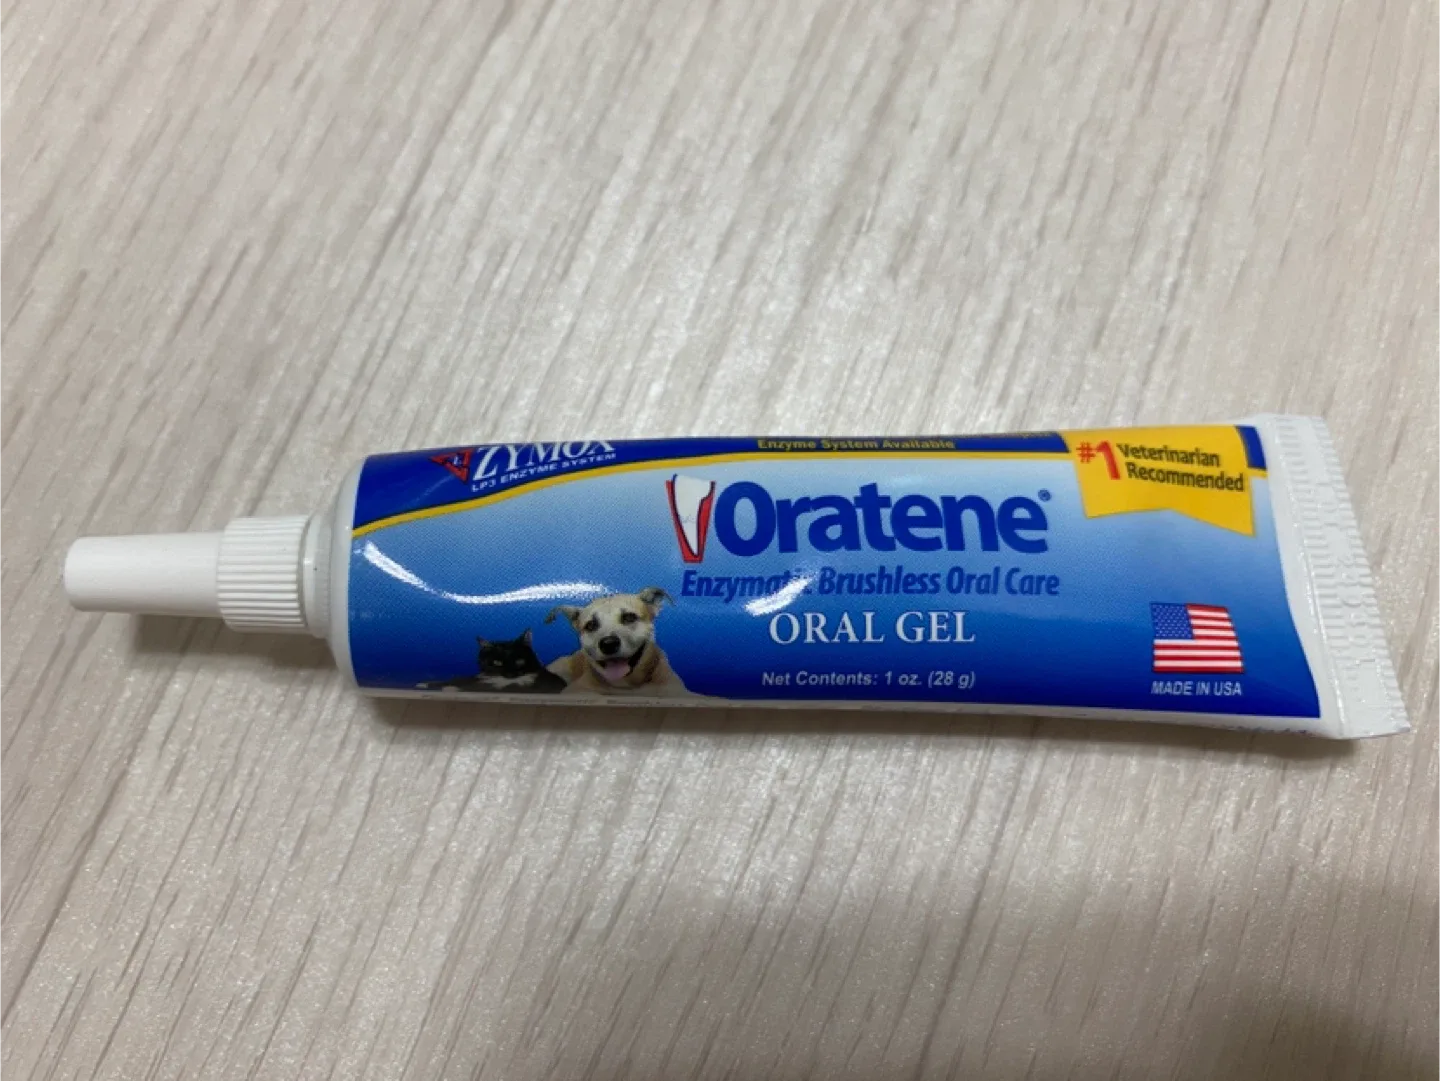 ZYMOX
LP3 ENZYME SYSTEM
Enzyme System Available
#1 Veterinarian
Recommended
Oratene®
Enzymatic Brushless Oral Care
ORAL GEL
Net Contents: 1 oz. (28 g)
MADE IN USA